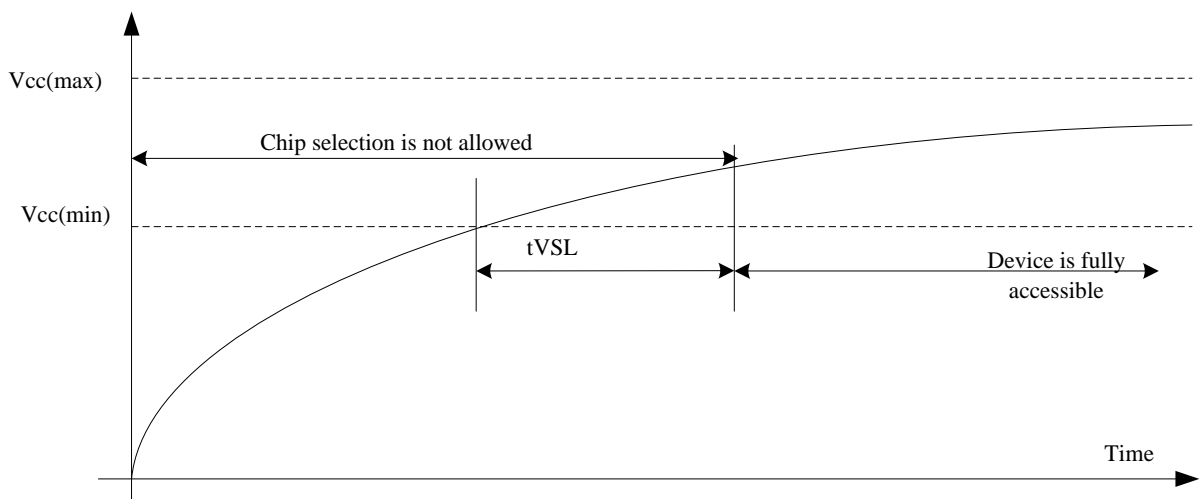 Vcc(max)
Chip selection is not allowed
Vcc(min)
tVSL
Device is fully
accessible
Time